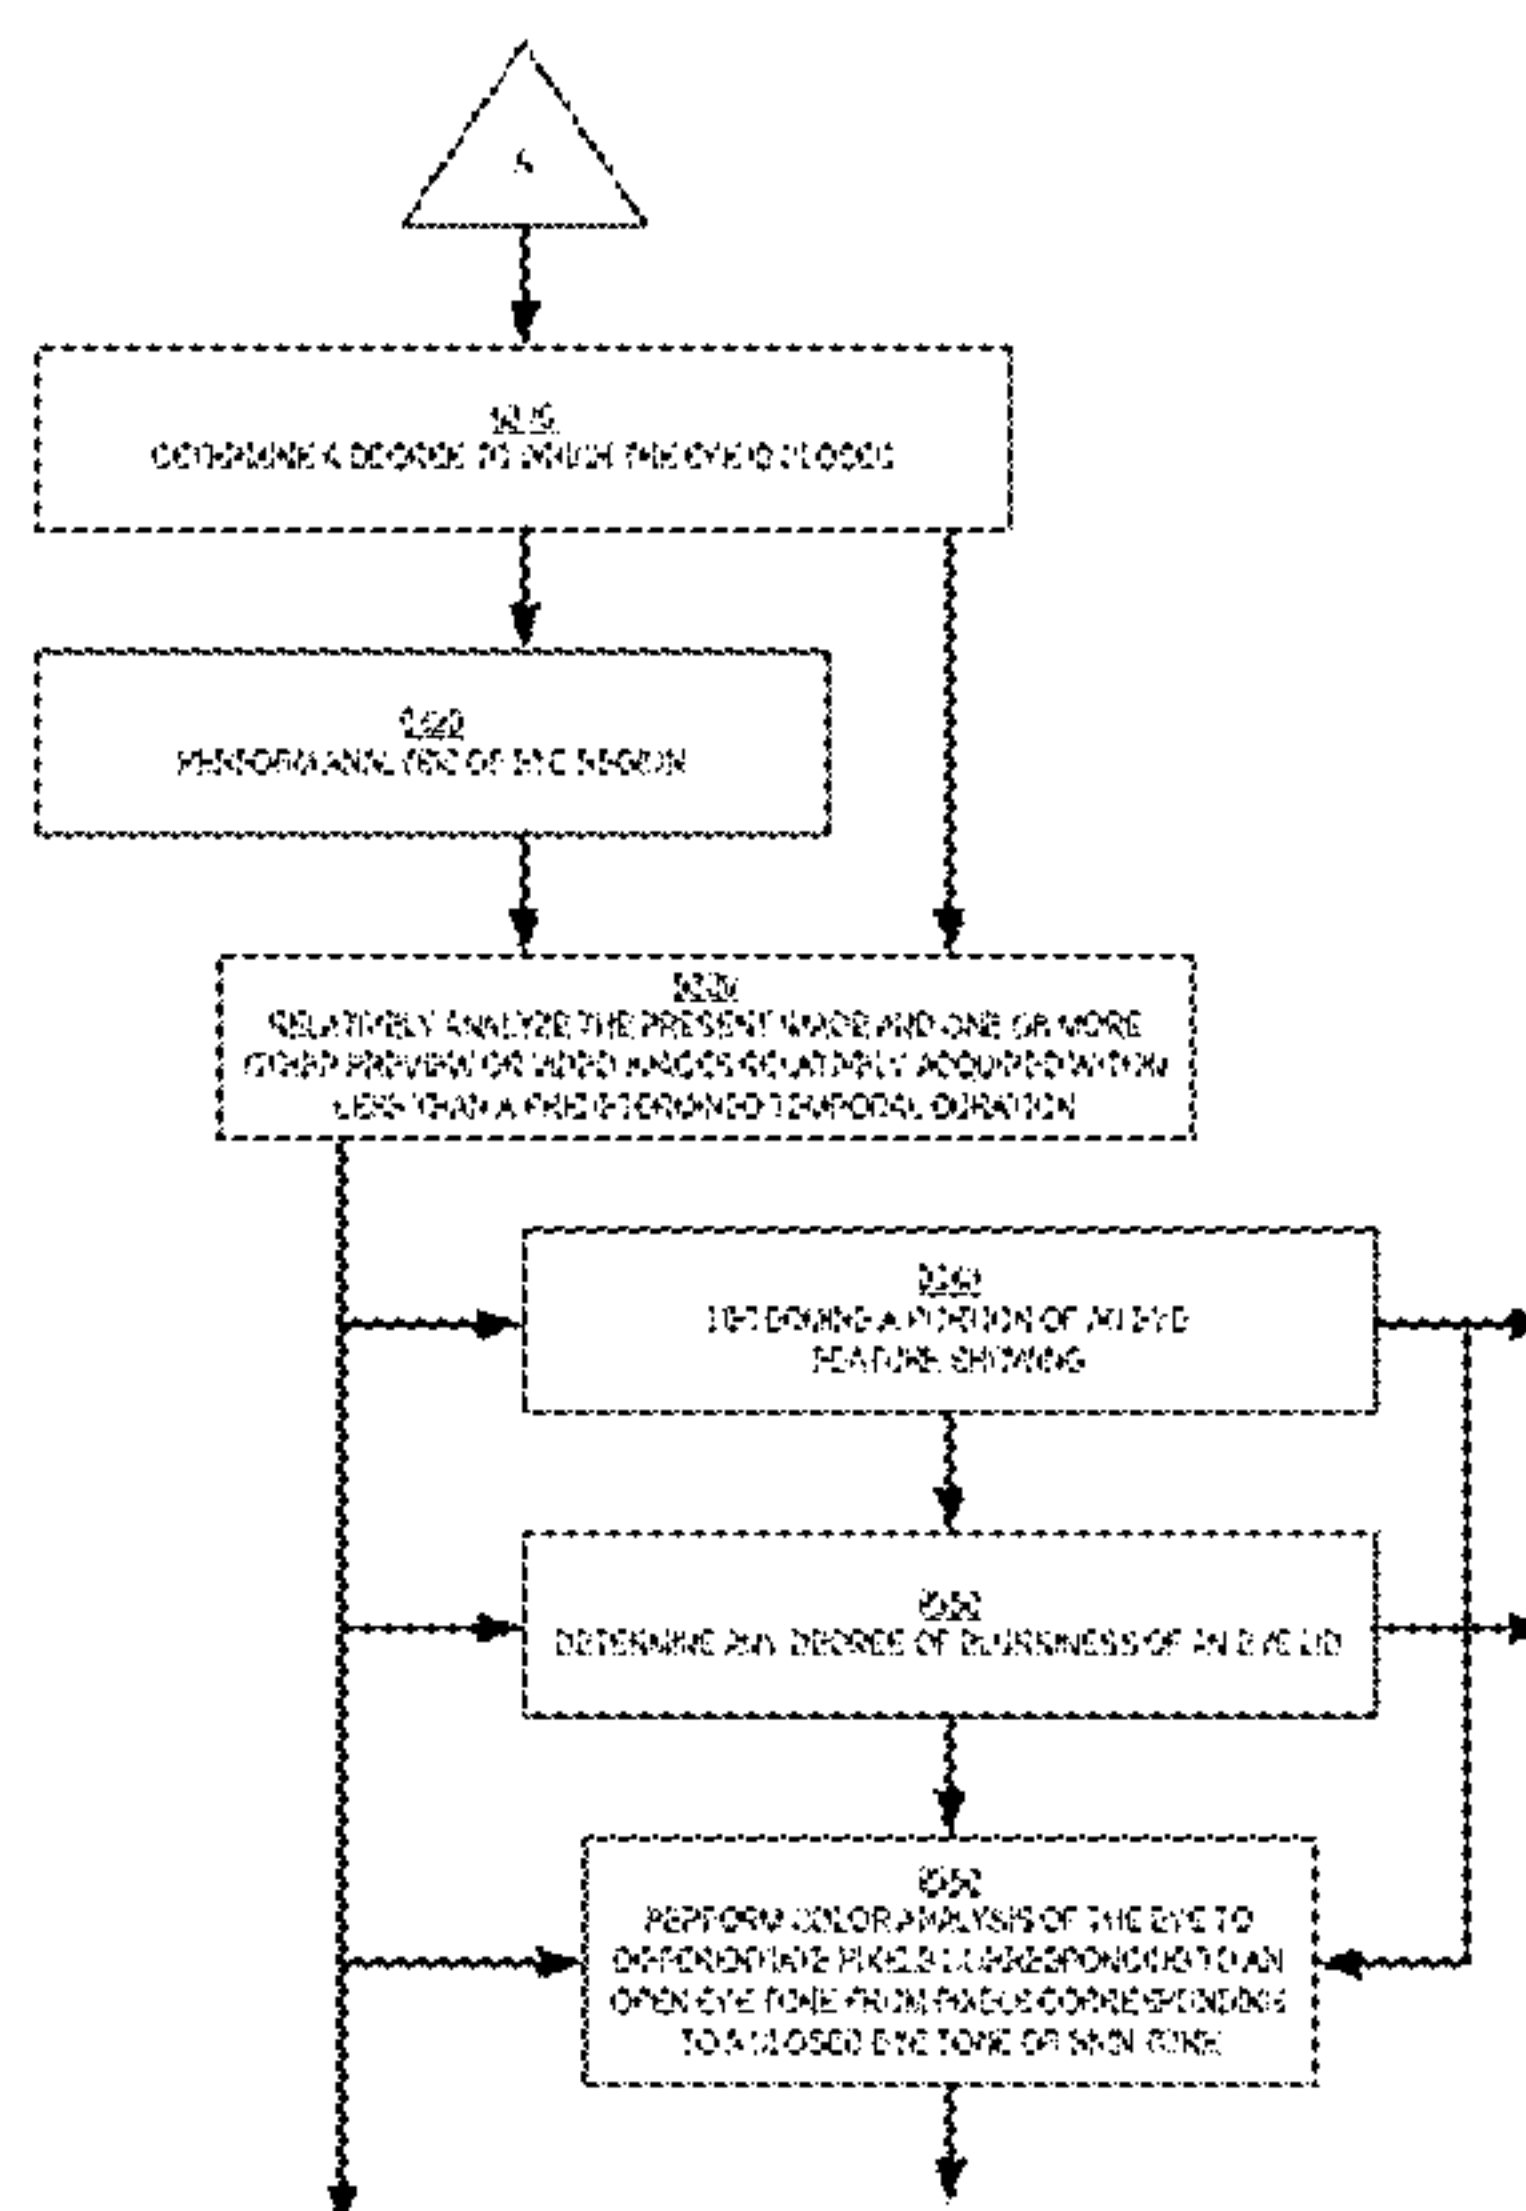 DETERMINE A DEGREE TO WHICH THE EYE IS CLOSED
PERFORM ANALYSIS OF EYE REGION
RELATIVELY ANALYZE THE PRESENT IMAGE AND ONE OR MORE
OTHER PREVIEW OR VIDEO IMAGES RELATIVELY ACQUIRED WITHIN
LESS THAN A PREDETERMINED TEMPORAL DURATION
A PORTION OF AN EYE
FEATURE SHOWING
DETERMINE ANY DEGREE OF BLURRINESS OF AN EYE LID
PERFORM COLOR ANALYSIS OF THE EYE TO
DIFFERENTIATE PIXELS CORRESPONDING TO AN
OPEN EYE TONE FROM PIXELS CORRESPONDING
TO A CLOSED EYE TONE OR SKIN TONE